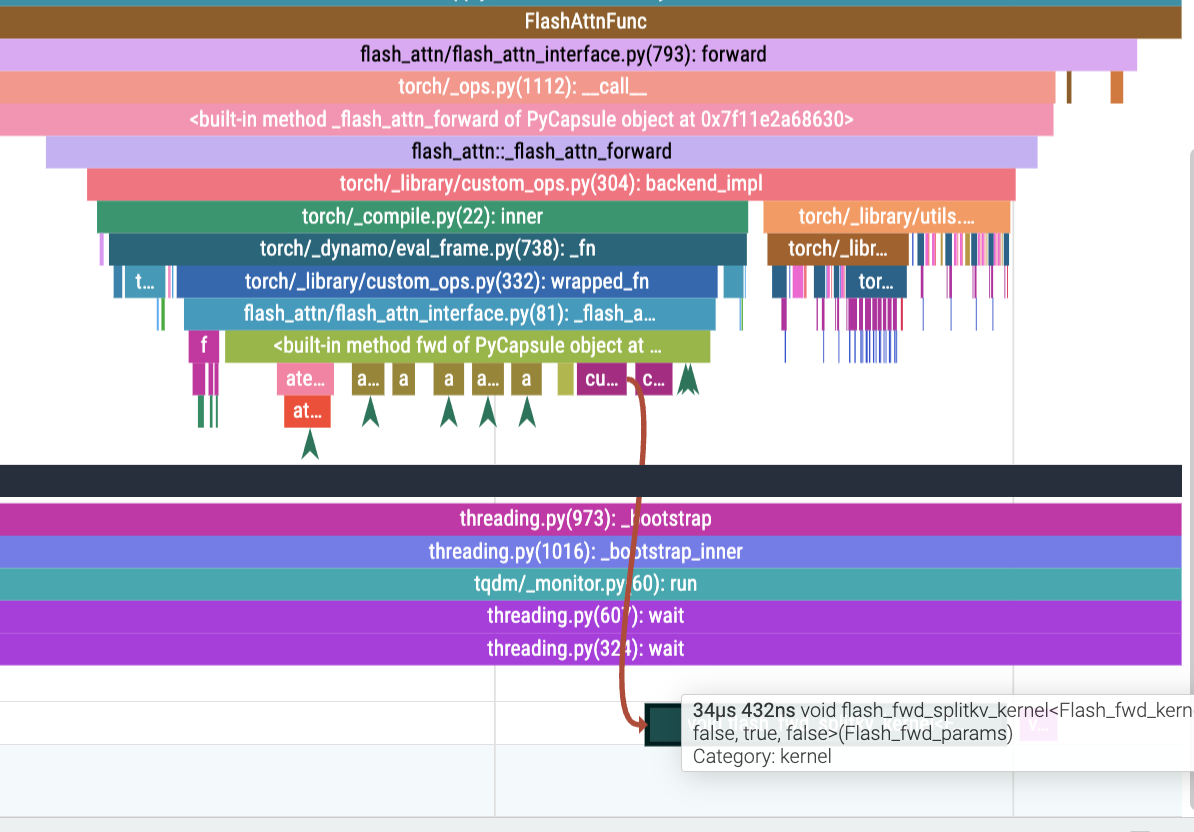 FlashAttnFunc
flash_attn/flash_attn_interface.py(793): forward
torch/_ops.py(1112): __call__
<built-in method _flash_attn_forward of PyCapsule object at 0x7f11e2a68630>
flash_attn::_flash_attn_forward
torch/_library/custom_ops.py(304): backend_impl
torch/_compile.py(22): inner torch/_library/utils....
torch/_dynamo/eval_frame.py(738): _fn torch/_libr...
t... torch/_library/custom_ops.py(332): wrapped_fn tor...
flash_attn/flash_attn_interface.py(81): _flash_a...
f <built-in method fwd of PyCapsule object at ...
ate... a... a a a... a cu... c...
at...
threading.py(973): _bootstrap
threading.py(1016): _bootstrap_inner
tqdm/_monitor.py(60): run
threading.py(607): wait
threading.py(324): wait
34µs 432ns void flash_fwd_splitkv_kernel<Flash_fwd_kern
false, true, false>(Flash_fwd_params)
Category: kernel